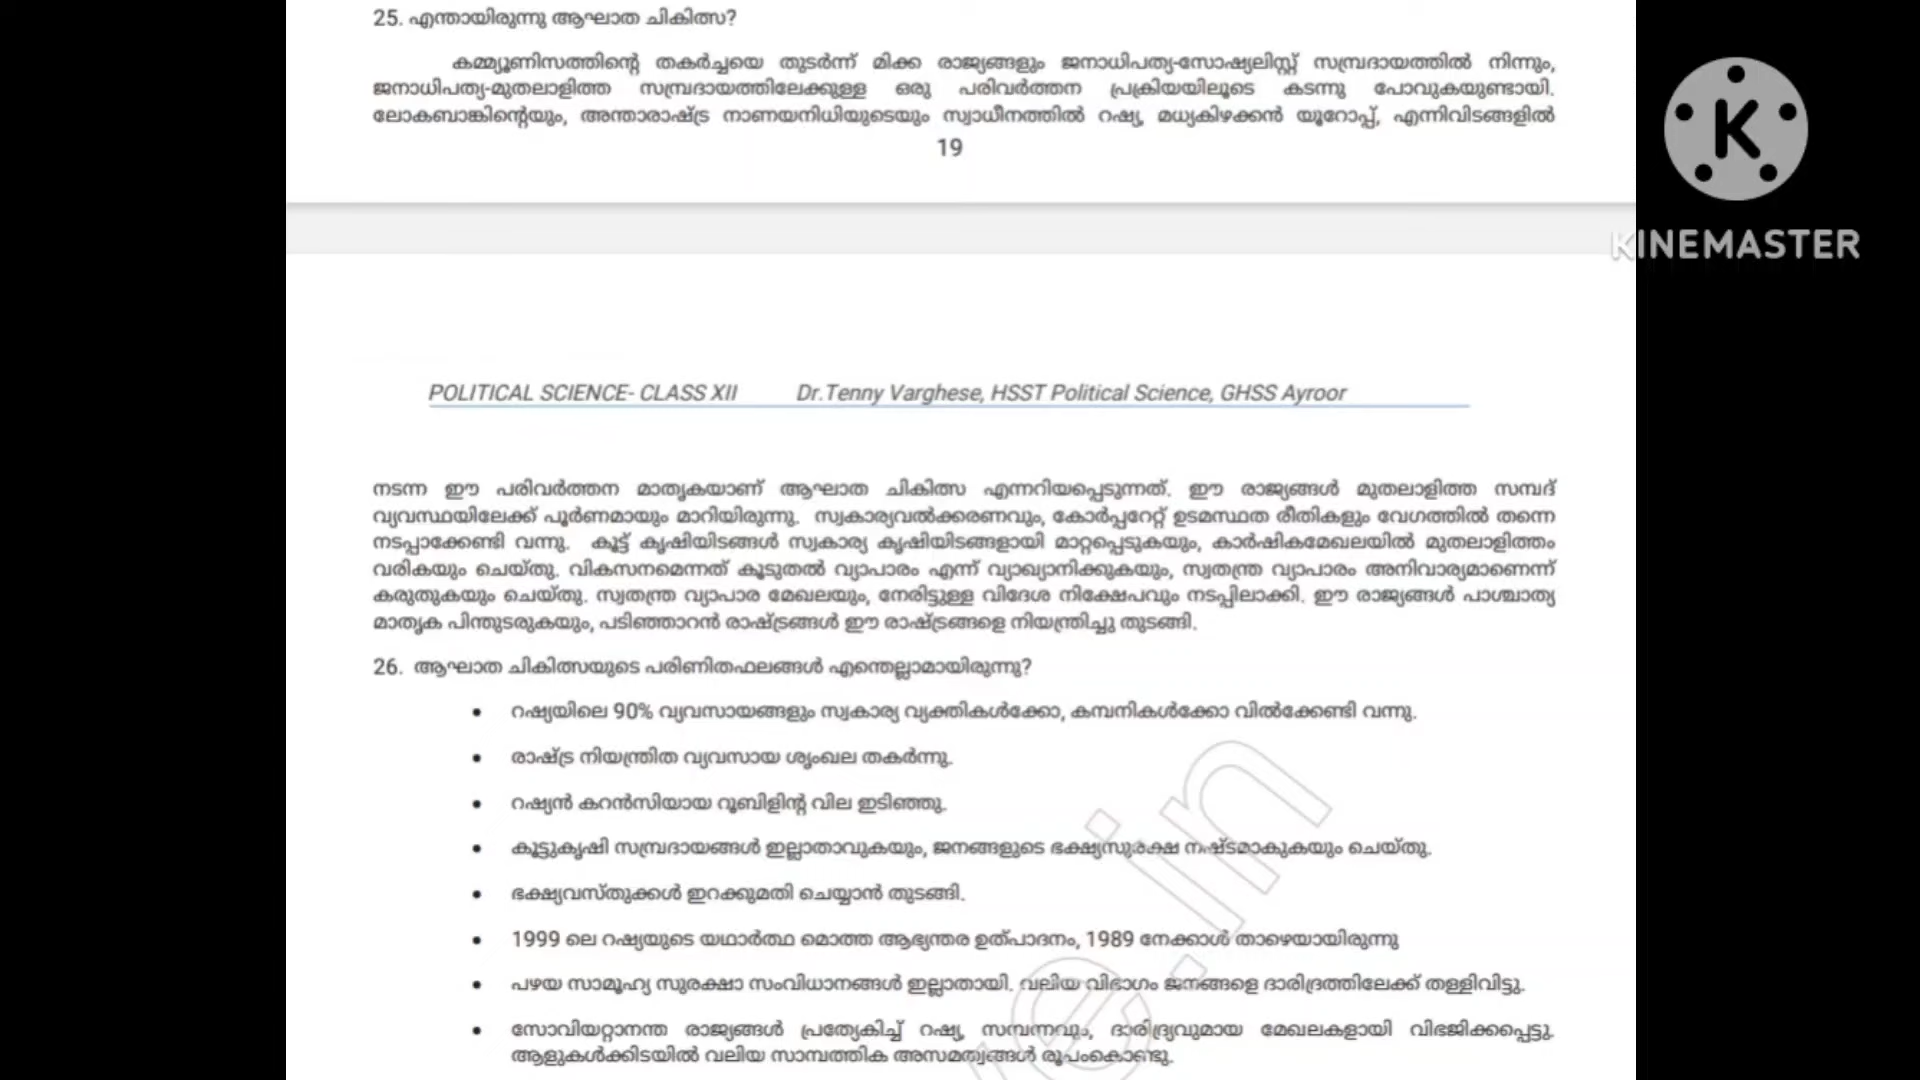 25. എന്തായിരുന്നു ആഘാത ചികിത്സ?
കമ്മ്യൂണിസത്തിന്റെ തകർച്ചയെ തുടർന്ന് മിക്ക രാജ്യങ്ങളും ജനാധിപത്യ-സോഷ്യലിസ്റ്റ് സമ്പ്രദായത്തിൽ നിന്നും,
ജനാധിപത്യ-മുതലാളിത്ത സമ്പ്രദായത്തിലേക്കുള്ള ഒരു പരിവർത്തന പ്രക്രിയയിലൂടെ കടന്നു പോവുകയുണ്ടായി.
ലോകബാങ്കിന്റെയും, അന്താരാഷ്ട്ര നാണയനിധിയുടെയും സ്വാധീനത്തിൽ റഷ്യ, മധ്യകിഴക്കൻ യൂറോപ്പ്, എന്നിവിടങ്ങളിൽ
19
KINEMASTER
POLITICAL SCIENCE- CLASS XII Dr.Tenny Varghese, HSST Political Science, GHSS Ayroor
നടന്ന ഈ പരിവർത്തന മാതൃകയാണ് ആഘാത ചികിത്സ എന്നറിയപ്പെടുന്നത്. ഈ രാജ്യങ്ങൾ മുതലാളിത്ത സമ്പദ്
വ്യവസ്ഥയിലേക്ക് പൂർണമായും മാറിയിരുന്നു. സ്വകാര്യവൽക്കരണവും, കോർപ്പറേറ്റ് ഉടമസ്ഥത രീതികളും വേഗത്തിൽ തന്നെ
നടപ്പാക്കേണ്ടി വന്നു. കൂട്ട് കൃഷിയിടങ്ങൾ സ്വകാര്യ കൃഷിയിടങ്ങളായി മാറ്റപ്പെടുകയും, കാർഷികമേഖലയിൽ മുതലാളിത്തം
വരികയും ചെയ്തു. വികസനമെന്നത് കൂടുതൽ വ്യാപാരം എന്ന് വ്യാഖ്യാനിക്കുകയും, സ്വതന്ത്ര വ്യാപാരം അനിവാര്യമാണെന്ന്
കരുതുകയും ചെയ്തു. സ്വതന്ത്ര വ്യാപാര മേഖലയും, നേരിട്ടുള്ള വിദേശ നിക്ഷേപവും നടപ്പിലാക്കി. ഈ രാജ്യങ്ങൾ പാശ്ചാത്യ
മാതൃക പിന്തുടരുകയും, പടിഞ്ഞാറൻ രാഷ്ട്രങ്ങൾ ഈ രാഷ്ട്രങ്ങളെ നിയന്ത്രിച്ചു തുടങ്ങി.
26. ആഘാത ചികിത്സയുടെ പരിണിതഫലങ്ങൾ എന്തെല്ലാമായിരുന്നു?
• റഷ്യയിലെ 90% വ്യവസായങ്ങളും സ്വകാര്യ വ്യക്തികൾക്കോ, കമ്പനികൾക്കോ വിൽക്കേണ്ടി വന്നു.
• രാഷ്ട്ര നിയന്ത്രിത വ്യവസായ ശൃംഖല തകർന്നു.
• റഷ്യൻ കറൻസിയായ റൂബിളിന്റ വില ഇടിഞ്ഞു.
• കൂട്ടുകൃഷി സമ്പ്രദായങ്ങൾ ഇല്ലാതാവുകയും, ജനങ്ങളുടെ ഭക്ഷ്യസുരക്ഷ നഷ്ടമാകുകയും ചെയ്തു.
• ഭക്ഷ്യവസ്തുക്കൾ ഇറക്കുമതി ചെയ്യാൻ തുടങ്ങി.
• 1999 ലെ റഷ്യയുടെ യഥാർത്ഥ മൊത്ത ആഭ്യന്തര ഉത്പാദനം, 1989 നേക്കാൾ താഴെയായിരുന്നു
• പഴയ സാമൂഹ്യ സുരക്ഷാ സംവിധാനങ്ങൾ ഇല്ലാതായി. വലിയ വിഭാഗം ജനങ്ങളെ ദാരിദ്രത്തിലേക്ക് തള്ളിവിട്ടു.
• സോവിയറ്റാനന്ത രാജ്യങ്ങൾ പ്രത്യേകിച്ച് റഷ്യ, സമ്പന്നവും, ദാരിദ്ര്യവുമായ മേഖലകളായി വിഭജിക്കപ്പെട്ടു.
ആളുകൾക്കിടയിൽ വലിയ സാമ്പത്തിക അസമത്വങ്ങൾ രൂപംകൊണ്ടു.